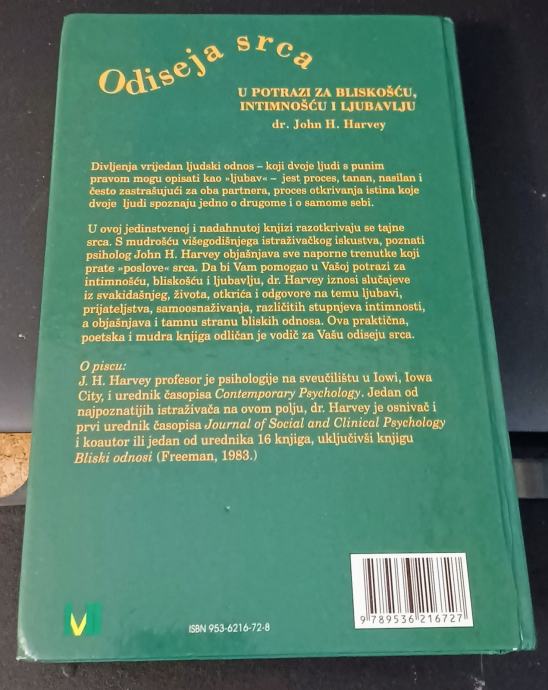 Odiseja srca
U POTRAZI ZA BLISKOŠĆU,
INTIMNOŠĆU I LJUBAVLJU
dr. John H. Harvey
Divljenja vrijedan ljudski odnos – koji dvoje ljudi s punim
pravom mogu opisati kao »ljubav« – jest proces, tanan, nasilan i
često zastrašujući za oba partnera, proces otkrivanja istina koje
dvoje ljudi spoznaju jedno o drugome i o samome sebi.
U ovoj jedinstvenoj i nadahnutoj knjizi razotkrivaju se tajne
srca. S mudrošću višegodišnjeg istraživačkog iskustva, poznati
psiholog John H. Harvey objašnjava sve naporne trenutke koji
prate »poslove« srca. Da bi Vam pomogao u Vašoj potrazi za
intimnošću, bliskošću i ljubavlju, dr. Harvey iznosi slučajeve
iz svakidašnjeg, života, otkrića i odgovore na temu ljubavi,
prijateljstva, samoosnaživanja, različitih stupnjeva intimnosti,
a objašnjava i tamnu stranu bliskih odnosa. Ova praktična,
poetska i mudra knjiga odličan je vodič za Vašu odiseju srca.
O piscu:
J. H. Harvey profesor je psihologije na sveučilištu u Iowi, Iowa
City, i urednik časopisa Contemporary Psychology. Jedan od
najpoznatijih istraživača na ovom polju, dr. Harvey je osnivač i
prvi urednik časopisa Journal of Social and Clinical Psychology
i koautor ili jedan od urednika 16 knjiga, uključivši knjigu
Bliski odnosi (Freeman, 1983.)
ISBN 953-6216-72-8
9 789536 216727